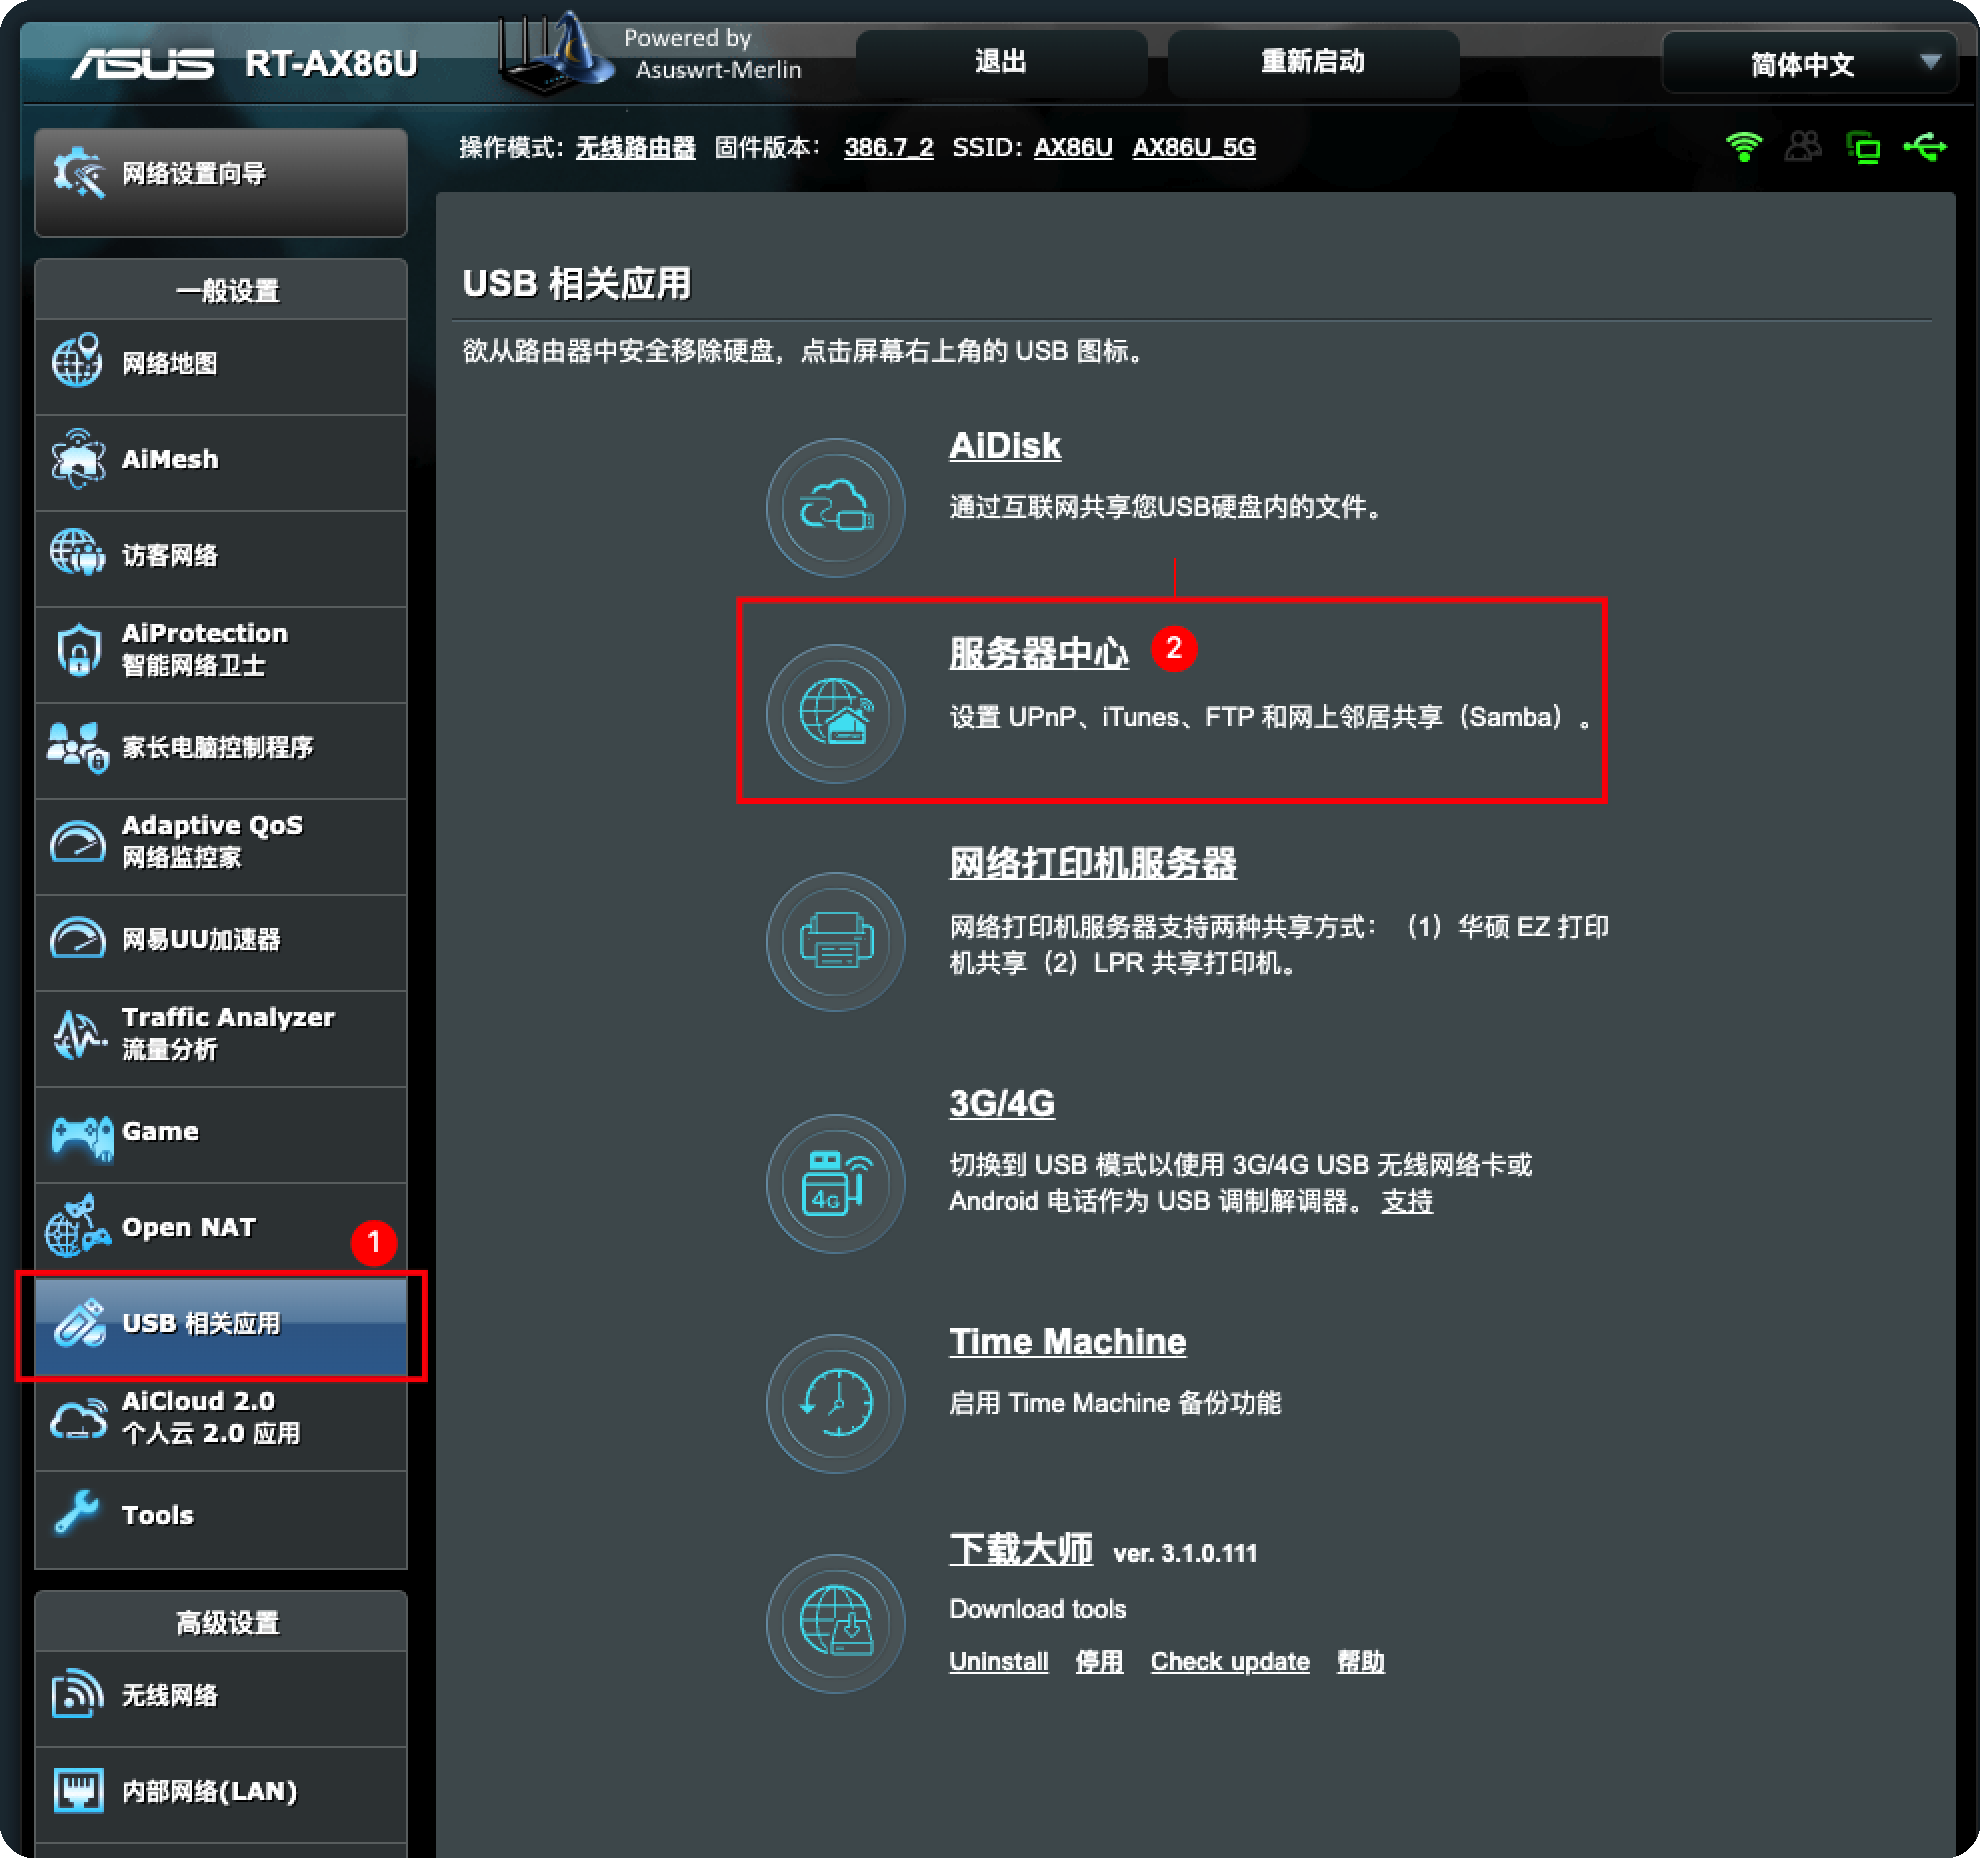 ASUS RT-AX86U
Powered by
Asuswrt-Merlin
退出
重新启动
简体中文
操作模式: 无线路由器 固件版本: 386.7_2 SSID: AX86U AX86U_5G
网络设置向导
一般设置
网络地图
AiMesh
访客网络
AiProtection
智能网络卫士
家长电脑控制程序
Adaptive QoS
网络监控家
网易UU加速器
Traffic Analyzer
流量分析
Game
Open NAT
1
USB 相关应用
AiCloud 2.0
个人云 2.0 应用
Tools
高级设置
无线网络
内部网络(LAN)
USB 相关应用
欲从路由器中安全移除硬盘，点击屏幕右上角的 USB 图标。
AiDisk
通过互联网共享您USB硬盘内的文件。
服务器中心 2
设置 UPnP、iTunes、FTP 和网上邻居共享（Samba）。
网络打印机服务器
网络打印机服务器支持两种共享方式：（1）华硕 EZ 打印
机共享（2）LPR 共享打印机。
3G/4G
4G
切换到 USB 模式以使用 3G/4G USB 无线网络卡或
Android 电话作为 USB 调制解调器。 支持
Time Machine
启用 Time Machine 备份功能
下载大师 ver. 3.1.0.111
Download tools
Uninstall 停用 Check update 帮助